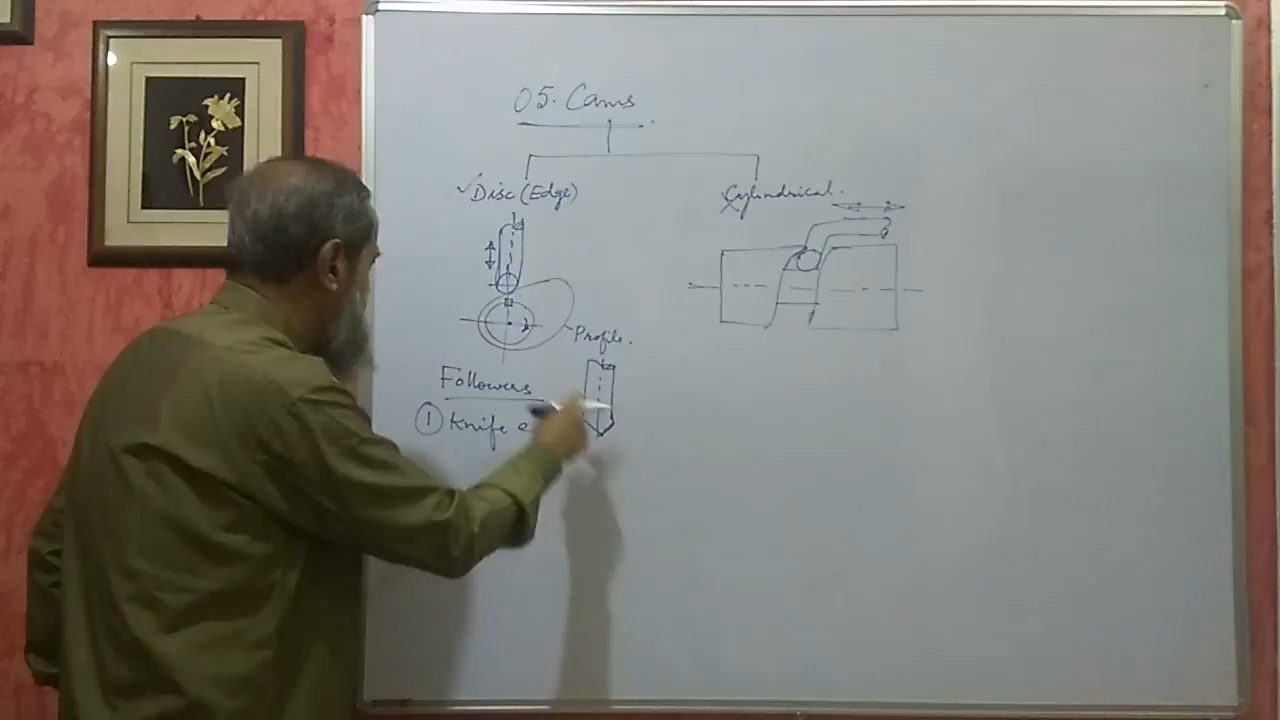 05. Cams
Disc (Edge)
Cylindrical.
Profile.
Followers
① Knife e